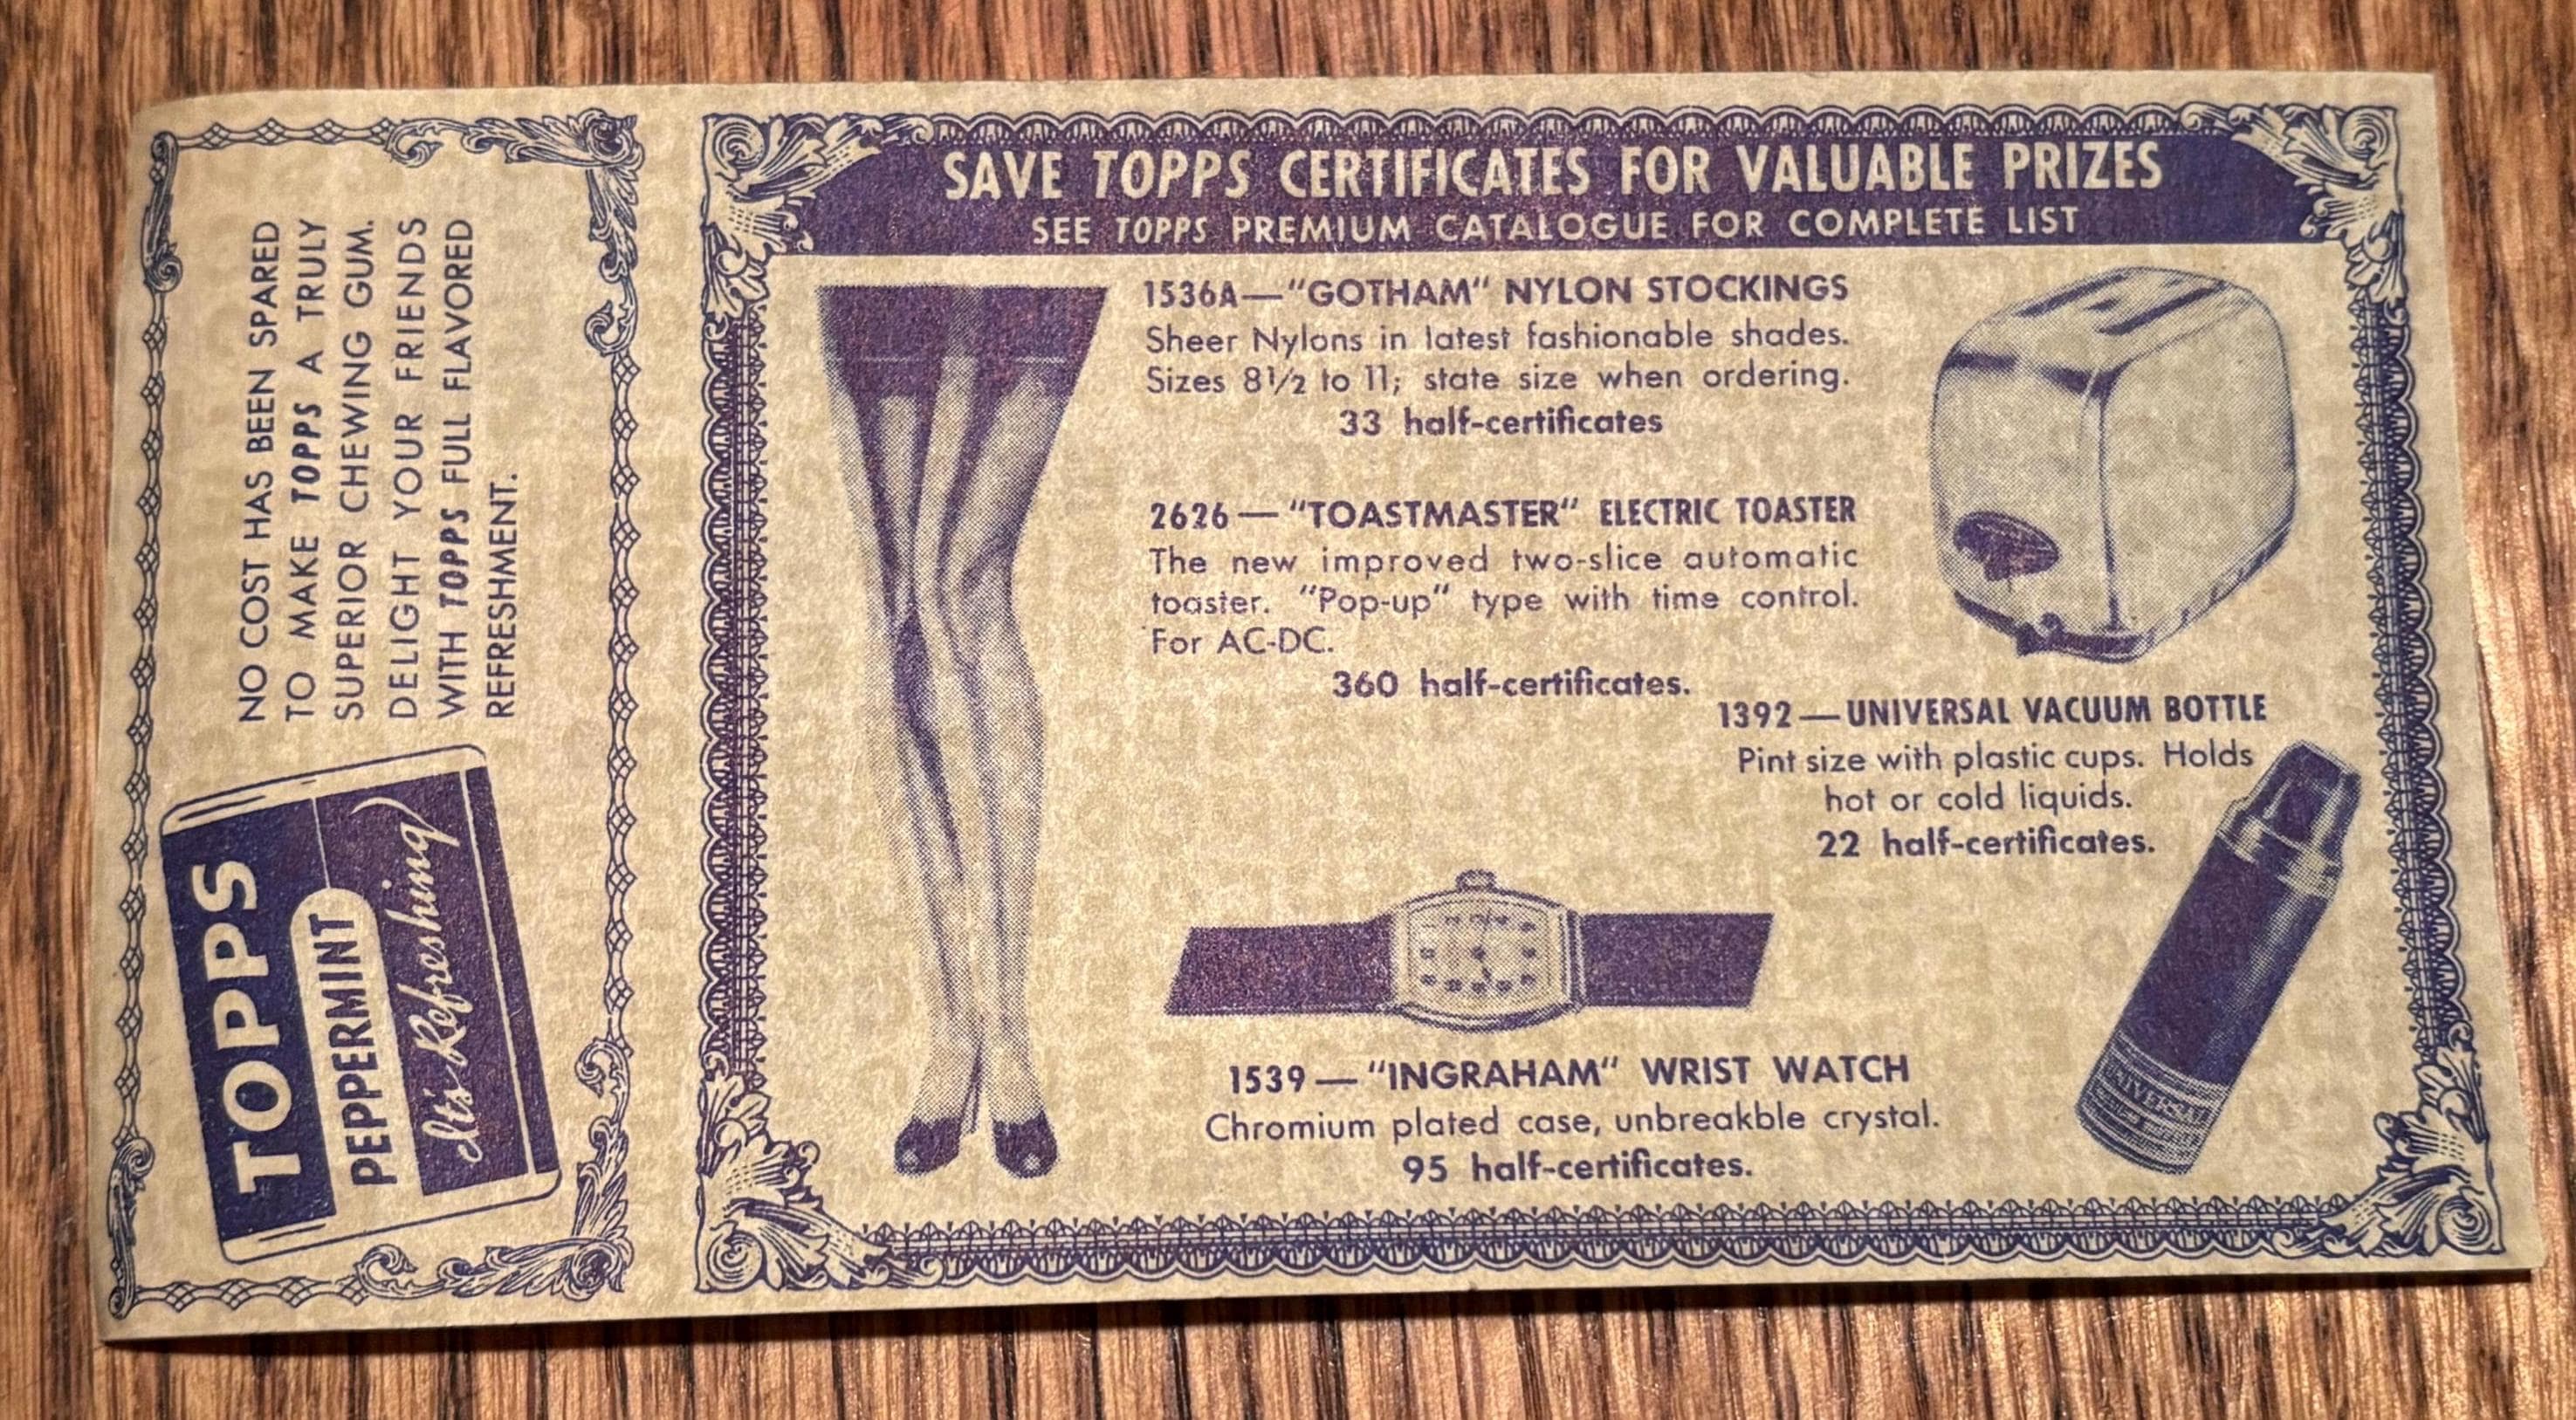 NO COST HAS BEEN SPARED
TO MAKE TOPPS A TRULY
SUPERIOR CHEWING GUM.
DELIGHT YOUR FRIENDS
WITH TOPPS FULL FLAVORED
REFRESHMENT.
TOPPS
PEPPERMINT
It's Refreshing
SAVE TOPPS CERTIFICATES FOR VALUABLE PRIZES
SEE TOPPS PREMIUM CATALOGUE FOR COMPLETE LIST
1536A—"GOTHAM" NYLON STOCKINGS
Sheer Nylons in latest fashionable shades.
Sizes 8½ to 11; state size when ordering.
33 half-certificates
2626—"TOASTMASTER" ELECTRIC TOASTER
The new improved two-slice automatic
toaster. "Pop-up" type with time control.
For AC-DC.
360 half-certificates.
1392—UNIVERSAL VACUUM BOTTLE
Pint size with plastic cups. Holds
hot or cold liquids.
22 half-certificates.
UNIVERSAL
1539—"INGRAHAM" WRIST WATCH
Chromium plated case, unbreakble crystal.
95 half-certificates.